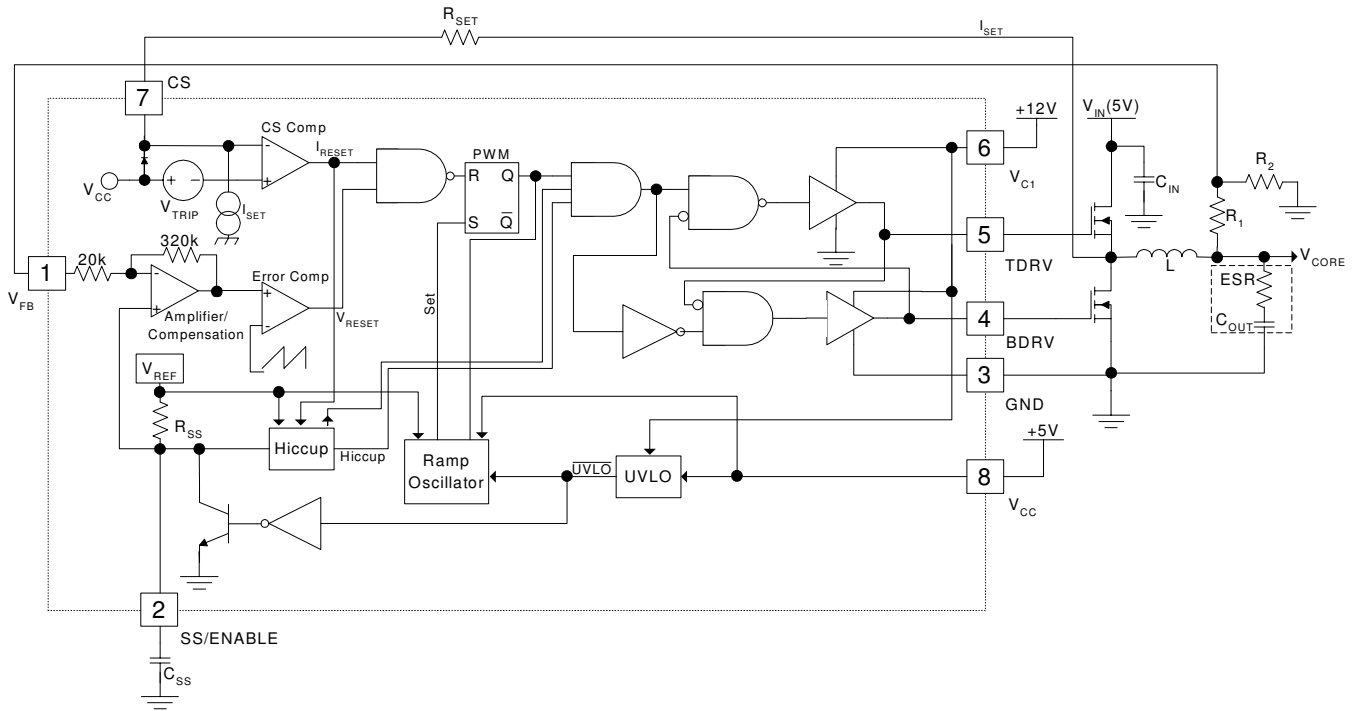 R_SET
I_SET
7
CS
+12V
V_IN(5V)
CS Comp
I_RESET
PWM
6
V_C1
C_IN
R_2
R Q
V_CC
+ -
V_TRIP
I_SET
- +
S Q̅
5
TDRV
R_1
320k
20k
1
V_FB
Error Comp
- +
+ -
Amplifier/
Compensation
V_RESET
Set
L
V_CORE
ESR
C_OUT
4
BDRV
V_REF
3
GND
R_SS
Hiccup
Hiccup
Ramp
Oscillator
U̅V̅L̅O̅
UVLO
+5V
8
V_CC
2
SS/ENABLE
C_SS